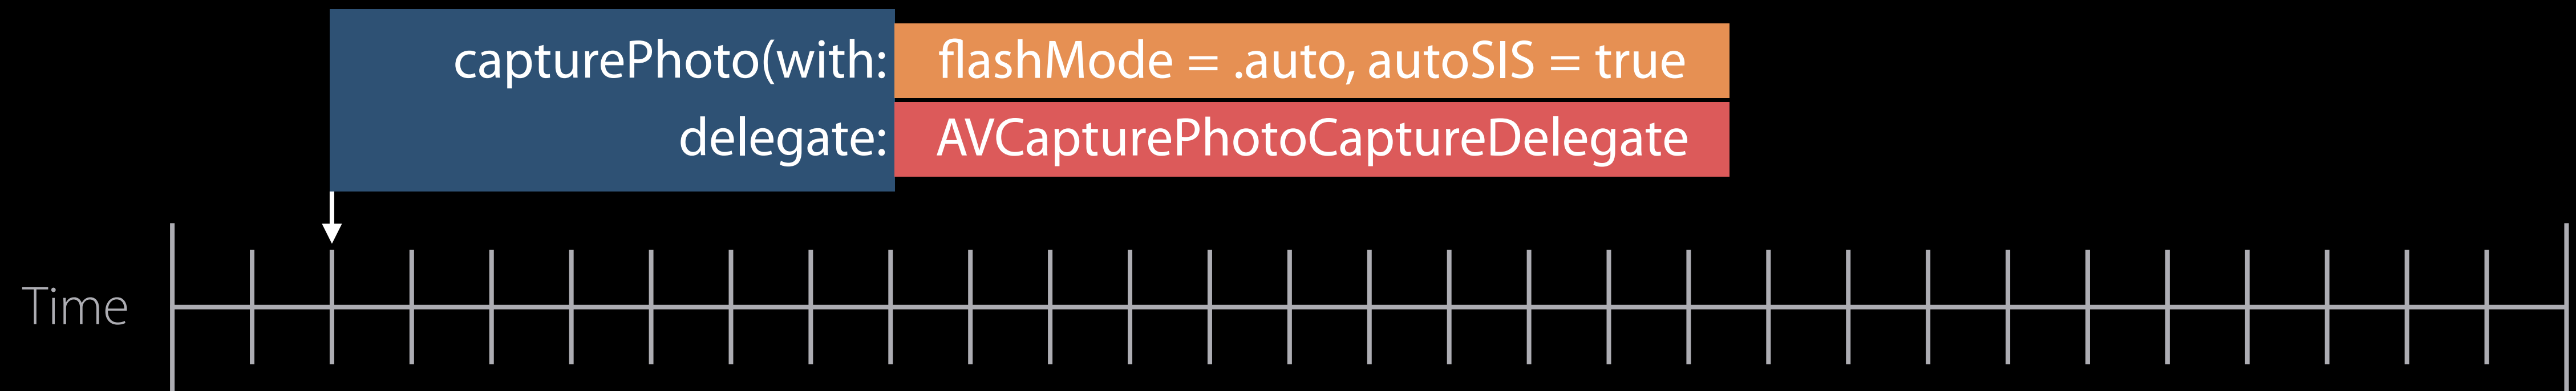 capturePhoto(with: flashMode = .auto, autoSIS = true
delegate: AVCapturePhotoCaptureDelegate
Time